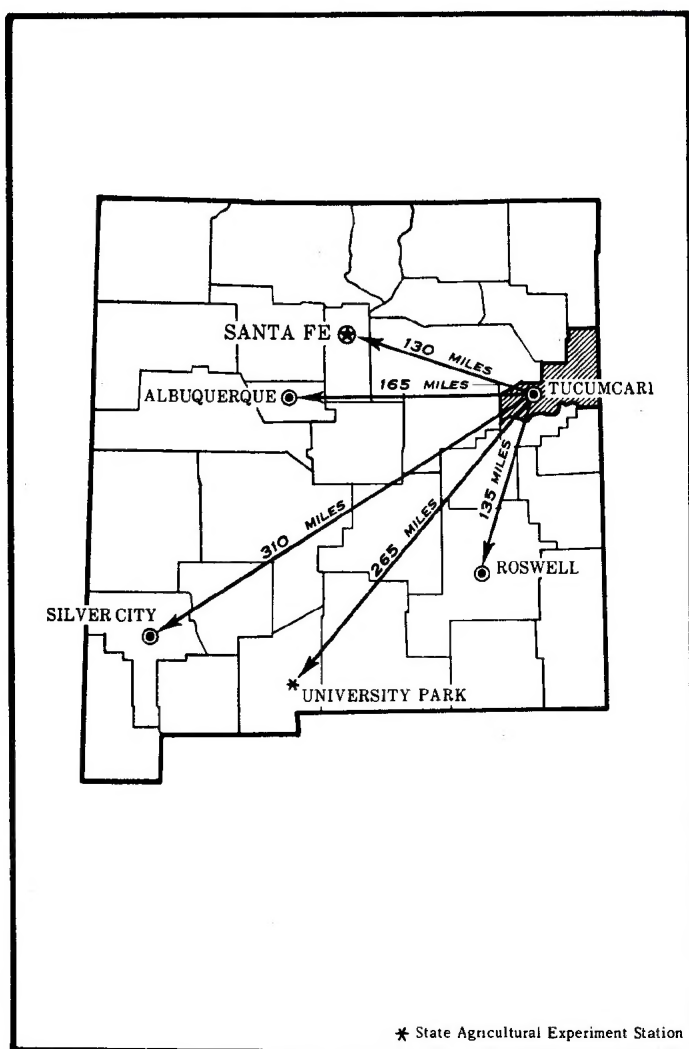 SANTA FE
130 MILES
ALBUQUERQUE
165 MILES
TUCUMCARI
310 MILES
265 MILES
135 MILES
ROSWELL
SILVER CITY
* UNIVERSITY PARK
* State Agricultural Experiment Station